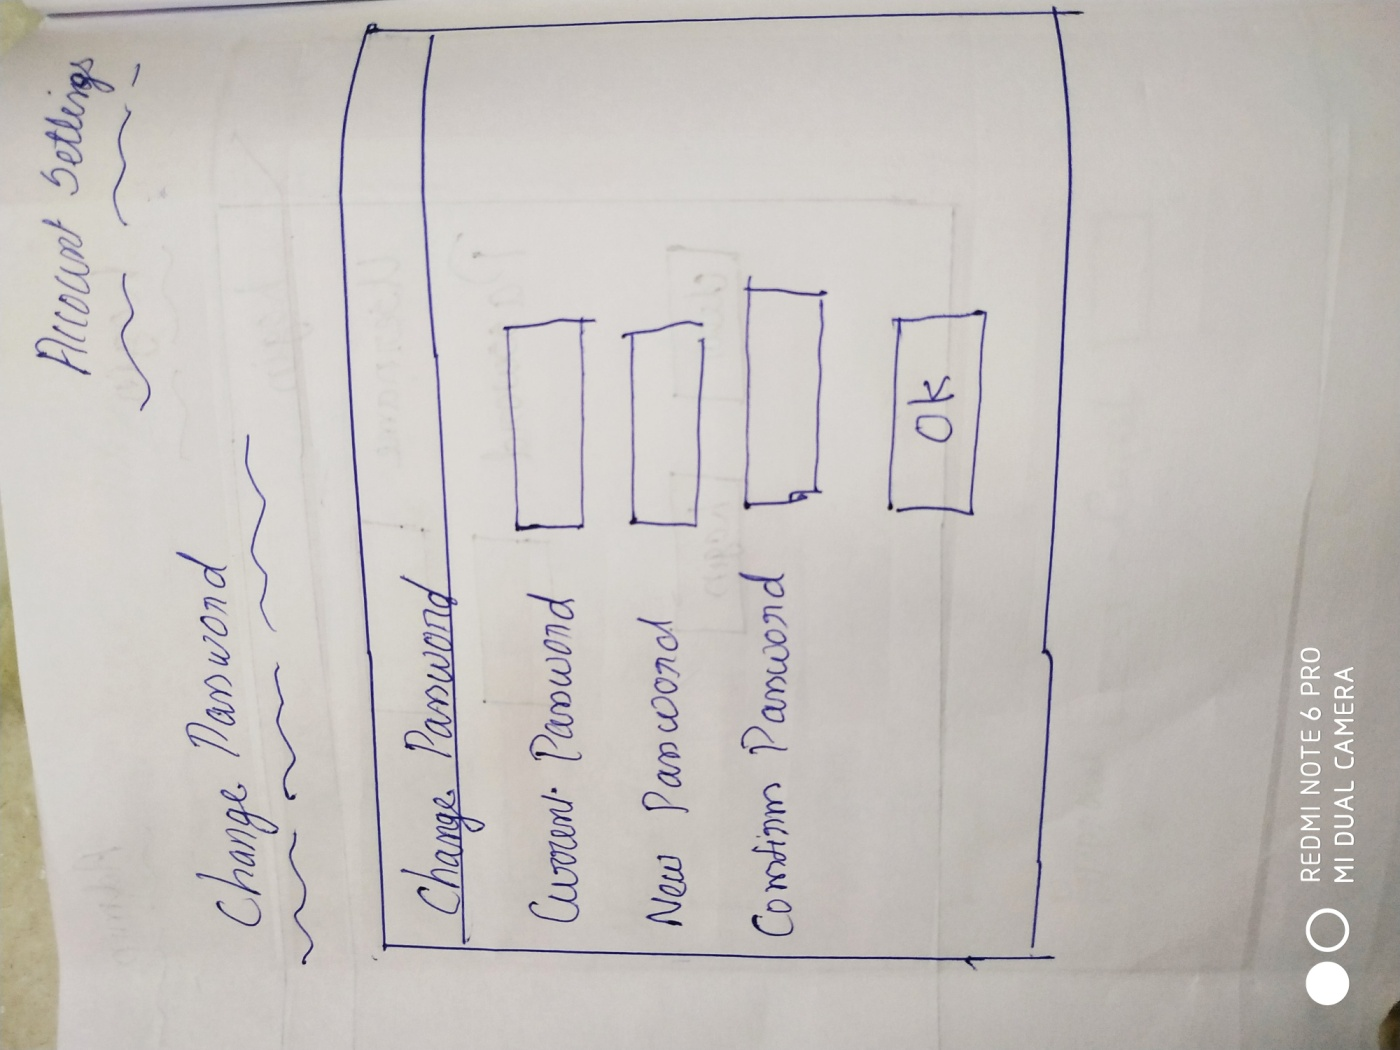 Account Settings
Change Password
Change Password
Current Password
New Password
Confirm Password
OK
REDMI NOTE 6 PRO
MI DUAL CAMERA